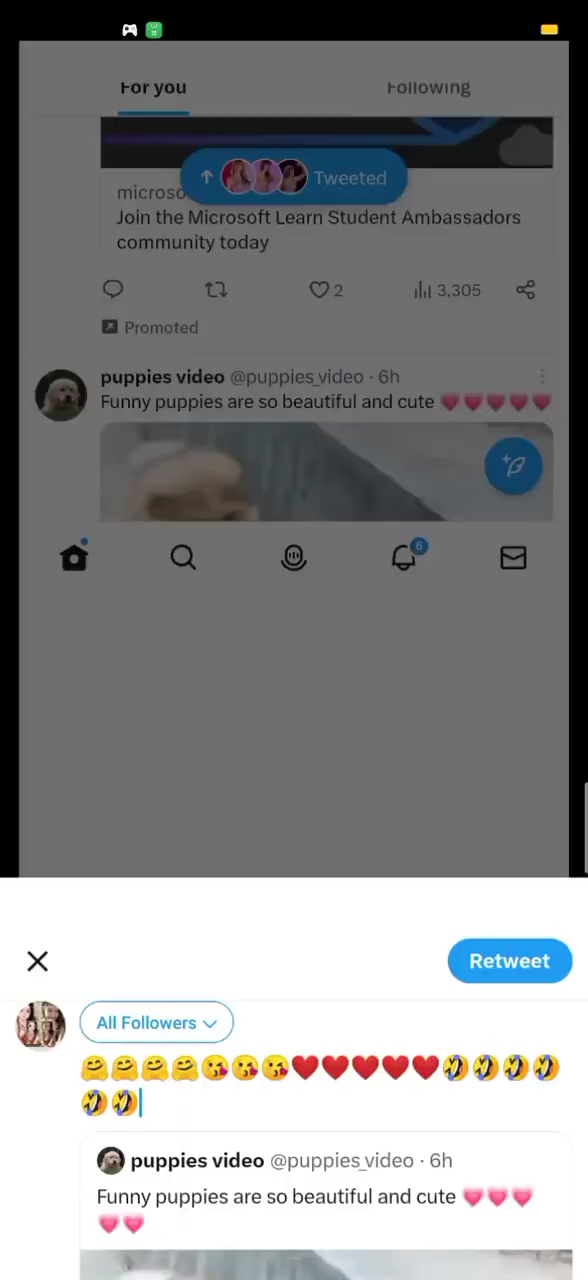 For you
Following
Tweeted
microso
Join the Microsoft Learn Student Ambassadors
community today
2
3,305
Promoted
puppies video @puppies_video · 6h
Funny puppies are so beautiful and cute 💗💗💗💗💗
6
Retweet
All Followers
🤗🤗🤗🤗😘😘😘❤️❤️❤️❤️❤️🤣🤣🤣🤣
🤣🤣
puppies video @puppies_video · 6h
Funny puppies are so beautiful and cute 💗💗💗
💗💗